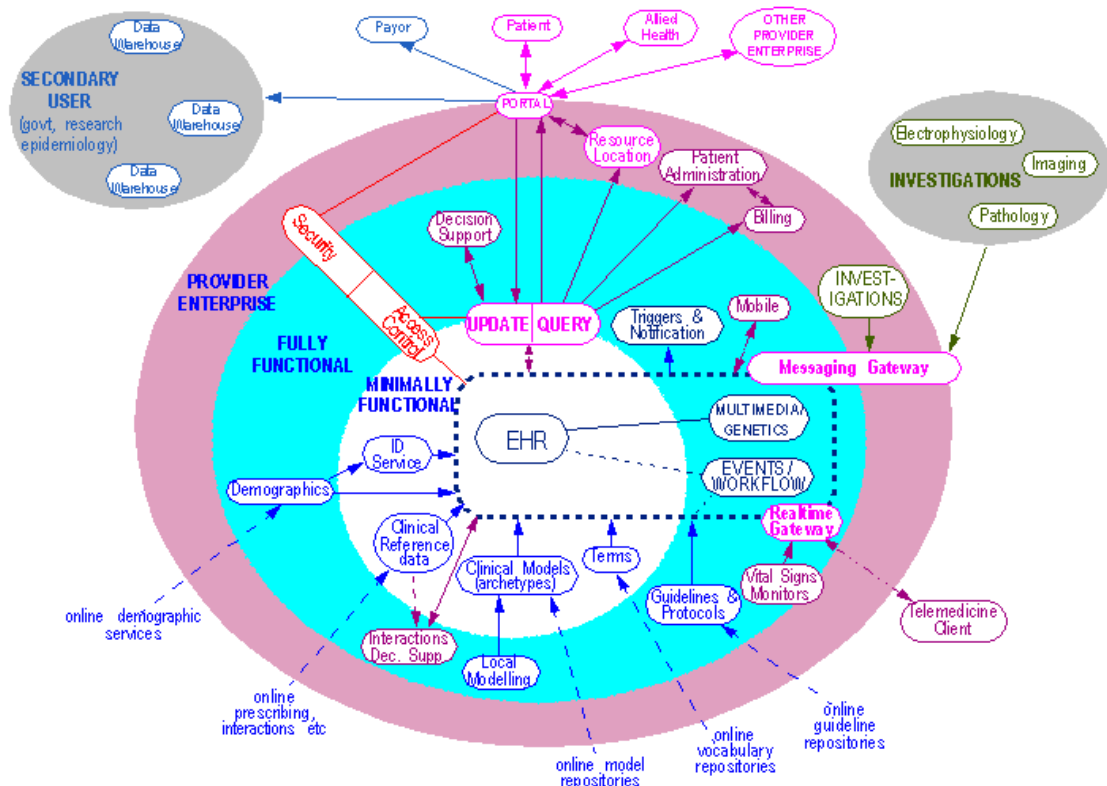 Data
Warehouse
SECONDARY
USER
(govt, research
epidemiology)
Data
Warehouse
Data
Warehouse
Payor
Patient
Allied
Health
OTHER
PROVIDER
ENTERPRISE
PORTAL
Resource
Location
Patient
Administration
Billing
Electrophysiology
Imaging
INVESTIGATIONS
Pathology
Decision
Support
Security
Access
Control
PROVIDER
ENTERPRISE
FULLY
FUNCTIONAL
MINIMALLY
FUNCTIONAL
UPDATE QUERY
Triggers &
Notification
Mobile
INVEST-
IGATIONS
Messaging Gateway
EHR
MULTIMEDIA/
GENETICS
EVENTS/
WORKFLOW
ID
Service
Demographics
Clinical
Reference
data
Clinical Models
(archetypes)
Terms
Realtime
Gateway
Vital Signs
Monitors
Guidelines &
Protocols
Telemedicine
Client
Interactions
Dec. Supp.
Local
Modelling
online demographic
services
online
prescribing,
interactions etc
online model
repositories
online
vocabulary
repositories
online
guideline
repositories